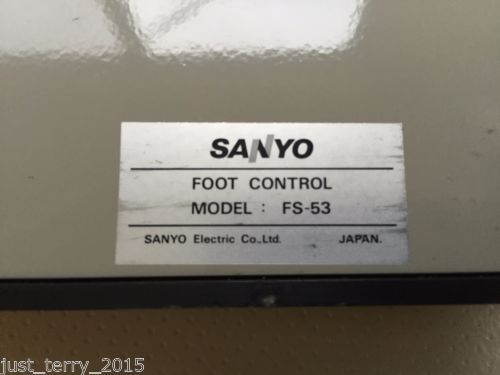 SANYO
FOOT CONTROL
MODEL : FS-53
SANYO Electric Co., Ltd. JAPAN.
just_terry_2015